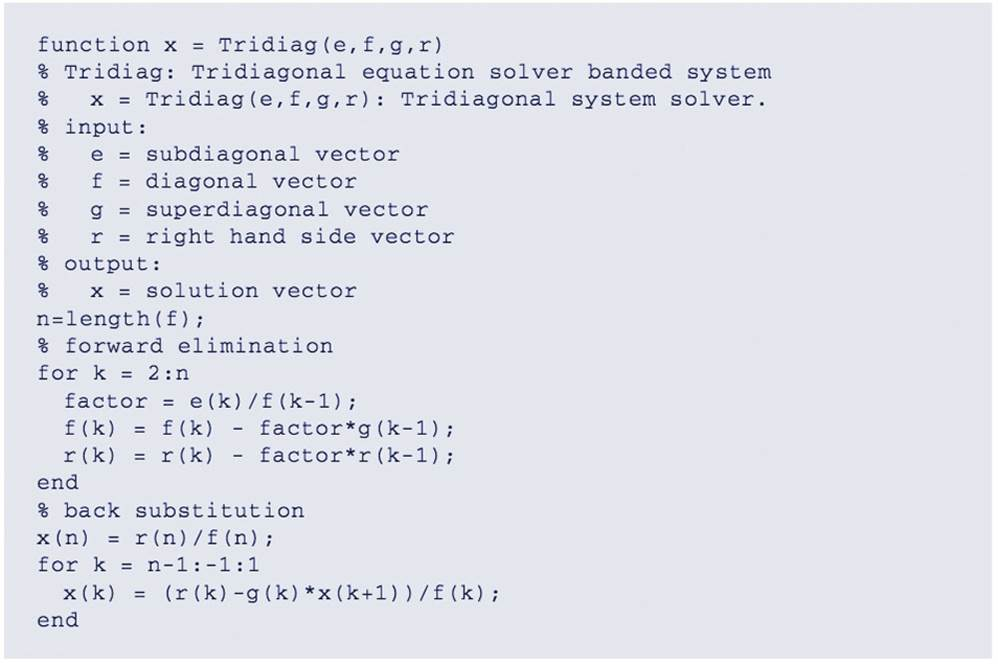 function x = Tridiag(e,f,g,r)
% Tridiag: Tridiagonal equation solver banded system
%   x = Tridiag(e,f,g,r): Tridiagonal system solver.
% input:
%   e = subdiagonal vector
%   f = diagonal vector
%   g = superdiagonal vector
%   r = right hand side vector
% output:
%   x = solution vector
n=length(f);
% forward elimination
for k = 2:n
  factor = e(k)/f(k-1);
  f(k) = f(k) - factor*g(k-1);
  r(k) = r(k) - factor*r(k-1);
end
% back substitution
x(n) = r(n)/f(n);
for k = n-1:-1:1
  x(k) = (r(k)-g(k)*x(k+1))/f(k);
end